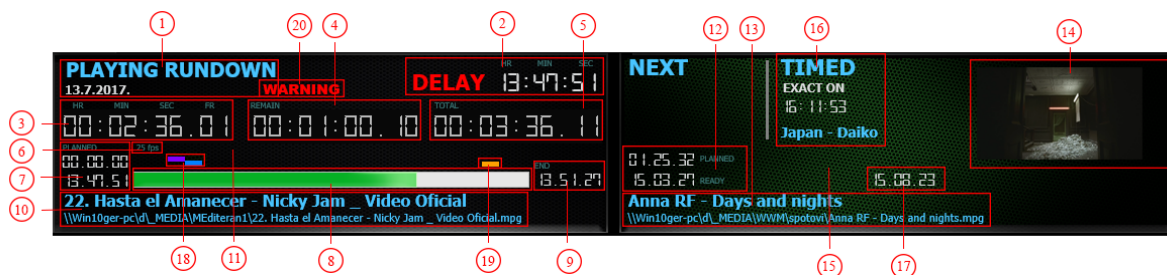 1 20 4 2 5 12 13 16 14
PLAYING RUNDOWN
13.7.2017.
WARNING
DELAY
HR MIN SEC
13:47:51
NEXT
TIMED
EXACT ON
16:11:53
Japan - Daiko
3
HR MIN SEC FR
00:02:36.01
REMAIN
00:01:00.10
TOTAL
00:03:36.11
6
PLANNED
25 fps
00.00.00
7
13.47.51
END
13.51.27
01.25.32 PLANNED
15.03.27 READY
15.08.23
10
22. Hasta el Amanecer - Nicky Jam _ Video Oficial
\\Win10ger-pc\d\_MEDIA\MEditeran1\22. Hasta el Amanecer - Nicky Jam _ Video Oficial.mpg
Anna RF - Days and nights
\\Win10ger-pc\d\_MEDIA\WWM\spotovi\Anna RF - Days and nights.mpg
18 11 8 19 9 15 17